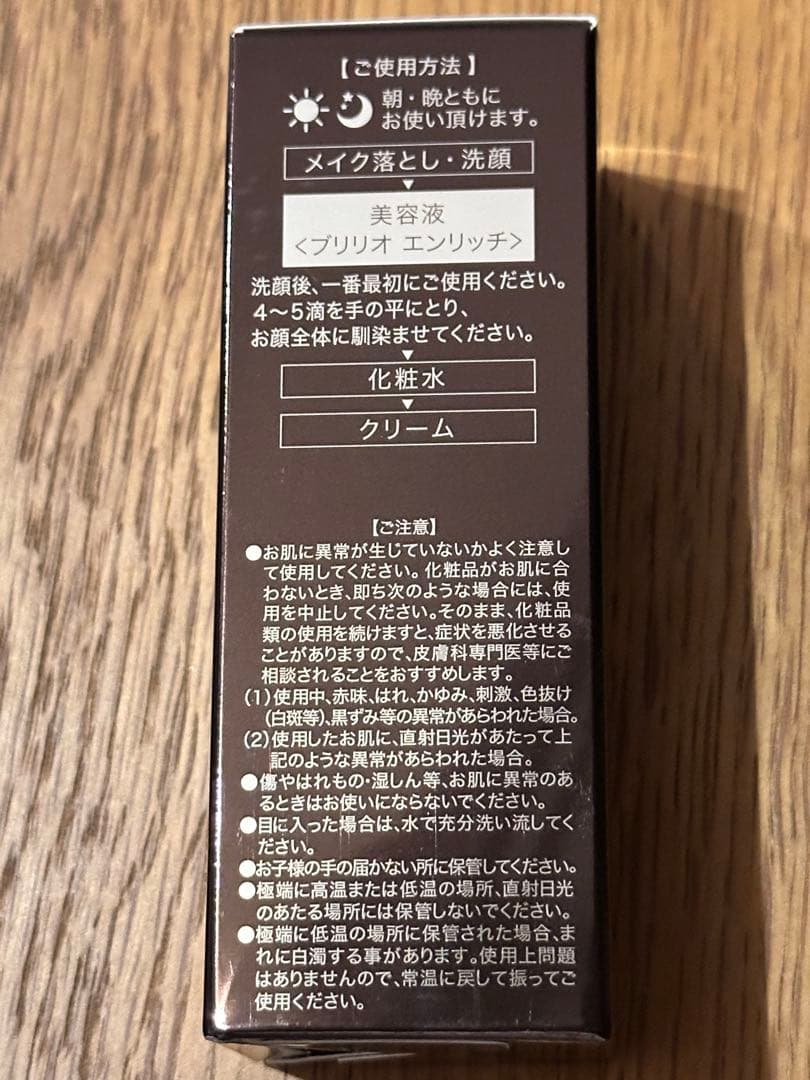 【ご使用方法】
朝・晩ともに
お使い頂けます。
メイク落とし・洗顔
▼
美容液
＜ブリリオ エンリッチ＞
洗顔後、一番最初にご使用ください。
4〜5滴を手の平にとり、
お顔全体に馴染ませてください。
▼
化粧水
▼
クリーム
【ご注意】
●お肌に異常が生じていないかよく注意し
て使用してください。化粧品がお肌に合
わないとき、即ち次のような場合には、使
用を中止してください。そのまま、化粧品
類の使用を続けますと、症状を悪化させる
ことがありますので、皮膚科専門医等にご
相談されることをおすすめします。
(1)使用中、赤味、はれ、かゆみ、刺激、色抜け
(白斑等)、黒ずみ等の異常があらわれた場合。
(2)使用したお肌に、直射日光があたって上
記のような異常があらわれた場合。
●傷やはれもの・湿しん等、お肌に異常のあ
るときはお使いにならないでください。
●目に入った場合は、水で充分洗い流してく
ださい。
●お子様の手の届かない所に保管してください。
●極端に高温または低温の場所、直射日光
のあたる場所には保管しないでください。
●極端に低温の場所に保管された場合、ま
れに白濁する事があります。使用上問題
はありませんので、常温に戻して振ってご
使用ください。